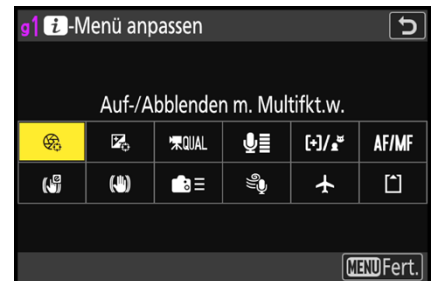 g1 i-Menü anpassen
Auf-/Abblenden m. Multifkt.w.
QUAL AF/MF
MENU Fert.